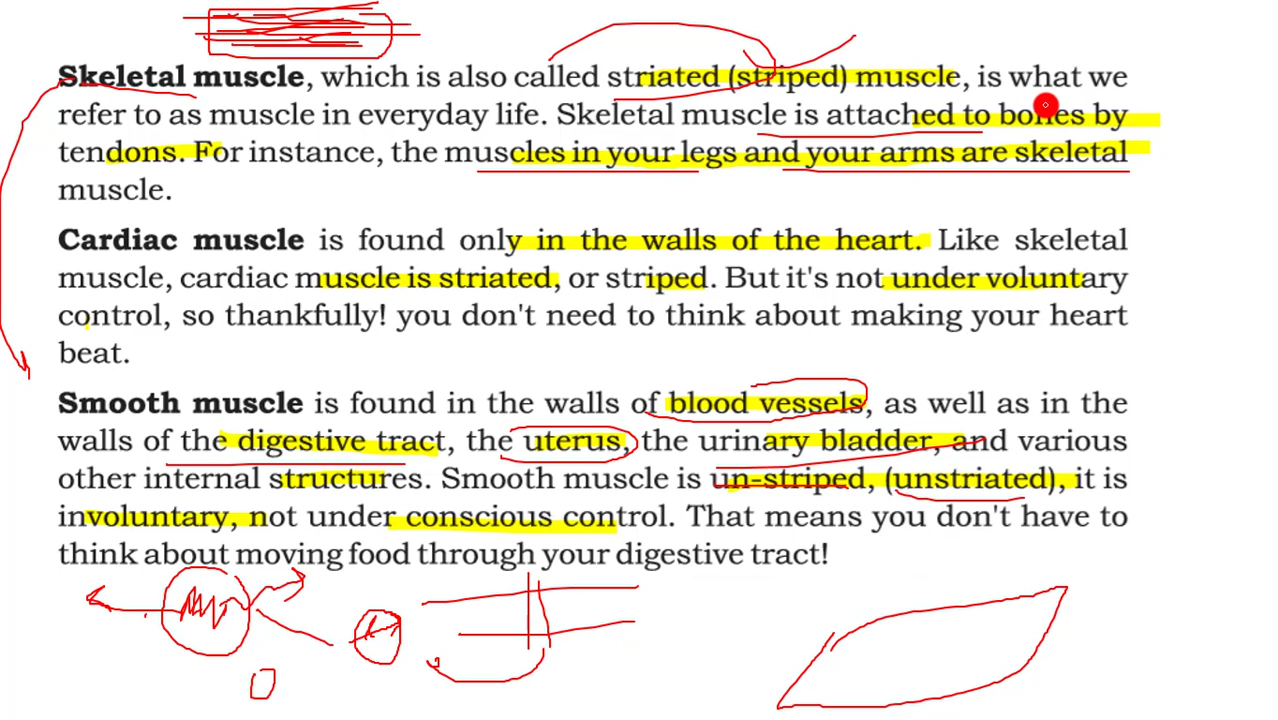 Skeletal muscle, which is also called striated (striped) muscle, is what we
refer to as muscle in everyday life. Skeletal muscle is attached to bones by
tendons. For instance, the muscles in your legs and your arms are skeletal
muscle.
Cardiac muscle is found only in the walls of the heart. Like skeletal
muscle, cardiac muscle is striated, or striped. But it's not under voluntary
control, so thankfully! you don't need to think about making your heart
beat.
Smooth muscle is found in the walls of blood vessels, as well as in the
walls of the digestive tract, the uterus, the urinary bladder, and various
other internal structures. Smooth muscle is un-striped, (unstriated), it is
involuntary, not under conscious control. That means you don't have to
think about moving food through your digestive tract!